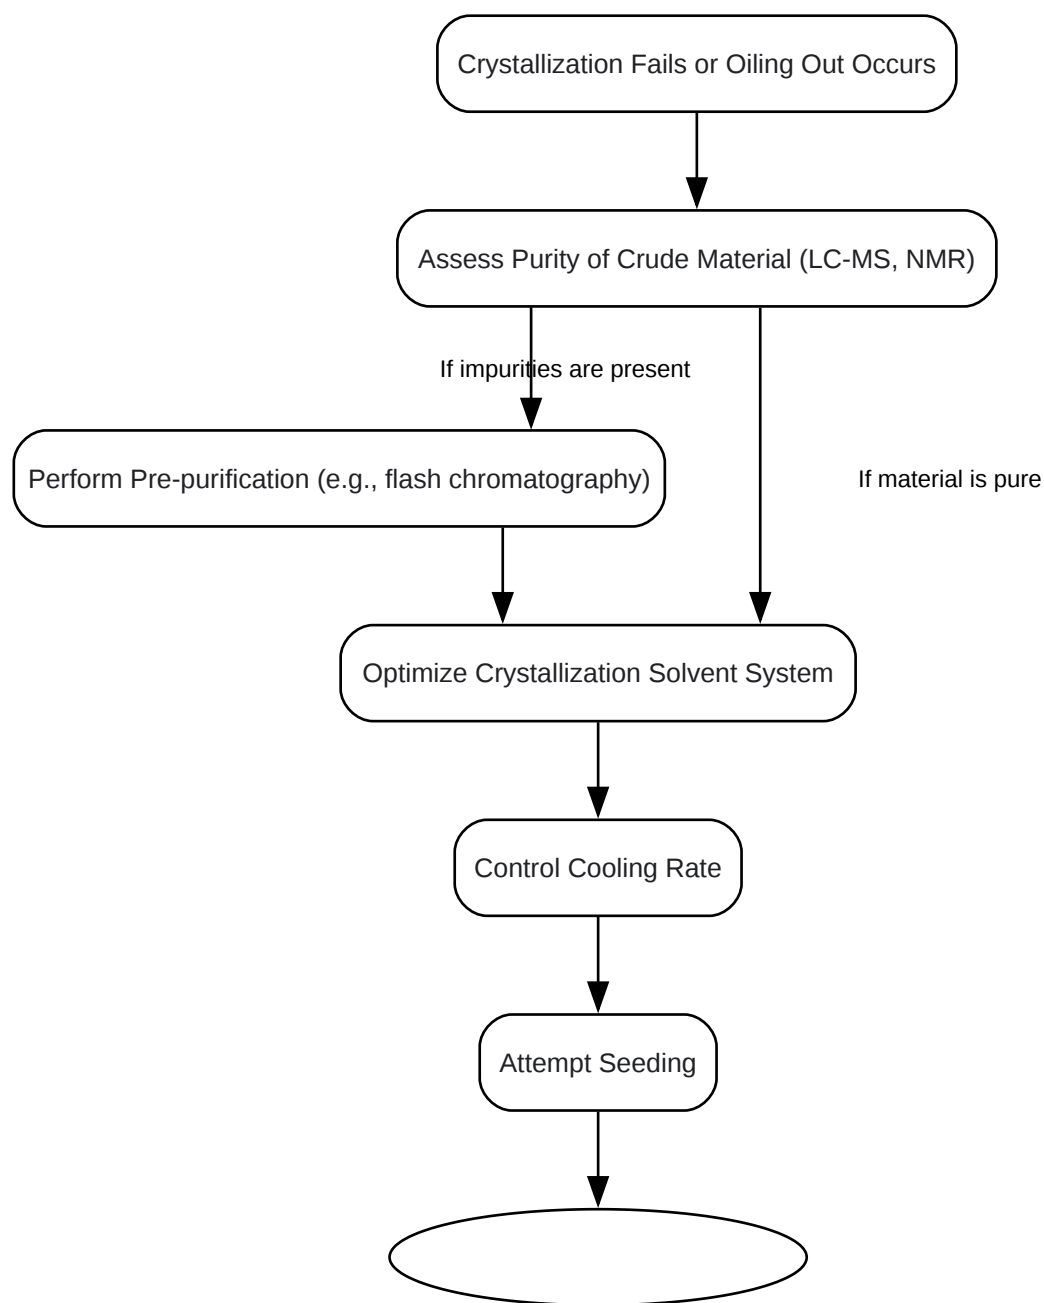 Crystallization Fails or Oiling Out Occurs
Assess Purity of Crude Material (LC-MS, NMR)
If impurities are present
Perform Pre-purification (e.g., flash chromatography)
If material is pure
Optimize Crystallization Solvent System
Control Cooling Rate
Attempt Seeding